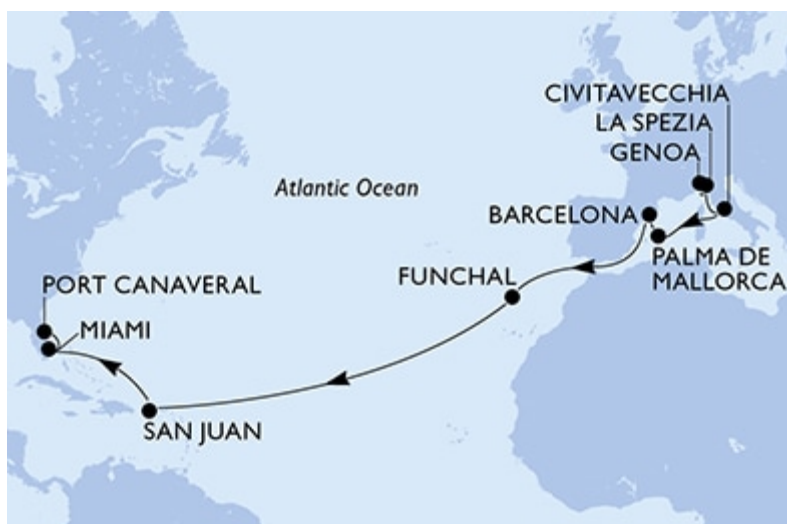 CIVITAVECCHIA
LA SPEZIA
GENOA
Atlantic Ocean
BARCELONA
PALMA DE
MALLORCA
FUNCHAL
PORT CANAVERAL
MIAMI
SAN JUAN